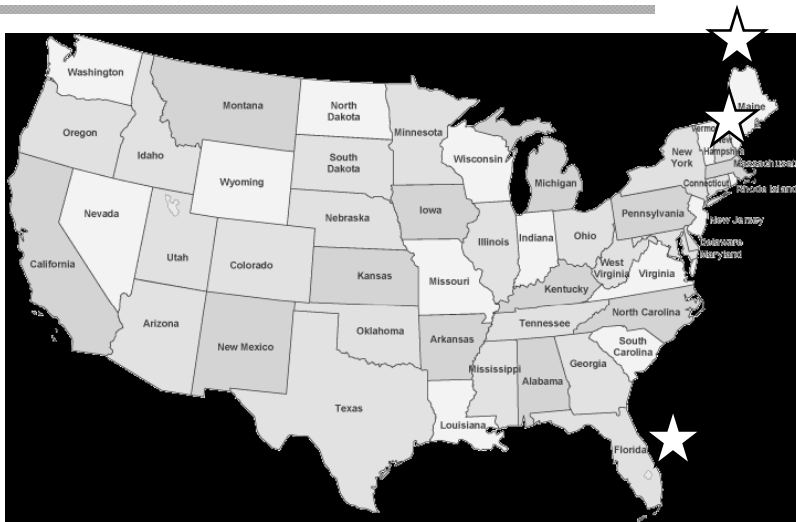 Washington
Montana
North
Dakota
Minnesota
Maine
Oregon
Idaho
South
Dakota
Wisconsin
Wyoming
Michigan
New
York
Hampshire
Connecticut
Rhode Island
Nevada
Nebraska
Iowa
Pennsylvania
New Jersey
Illinois
Indiana
Ohio
Delaware
Maryland
California
Utah
Colorado
Kansas
Missouri
West
Virginia
Virginia
Kentucky
North Carolina
Arizona
New Mexico
Oklahoma
Arkansas
Tennessee
South
Carolina
Mississippi
Alabama
Georgia
Texas
Louisiana
Florida